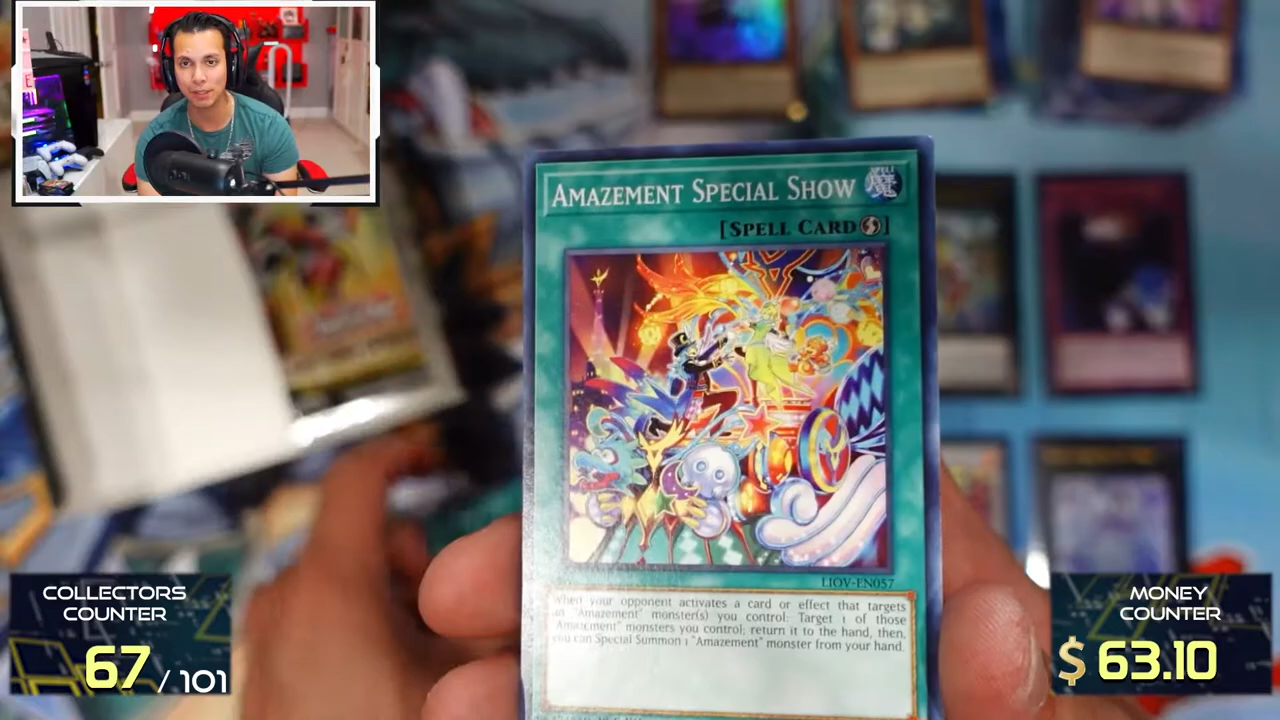 AMAZEMENT SPECIAL SHOW
SPELL
魔
[SPELL CARD]
LIOV-EN057
When your opponent activates a card or effect that targets
"Amazement" monster(s) you control: Target 1 of those
"Amazement" monsters you control; return it to the hand, then,
you can Special Summon 1 "Amazement" monster from your hand.
COLLECTORS
COUNTER
67 / 101
MONEY
COUNTER
$ 63.10